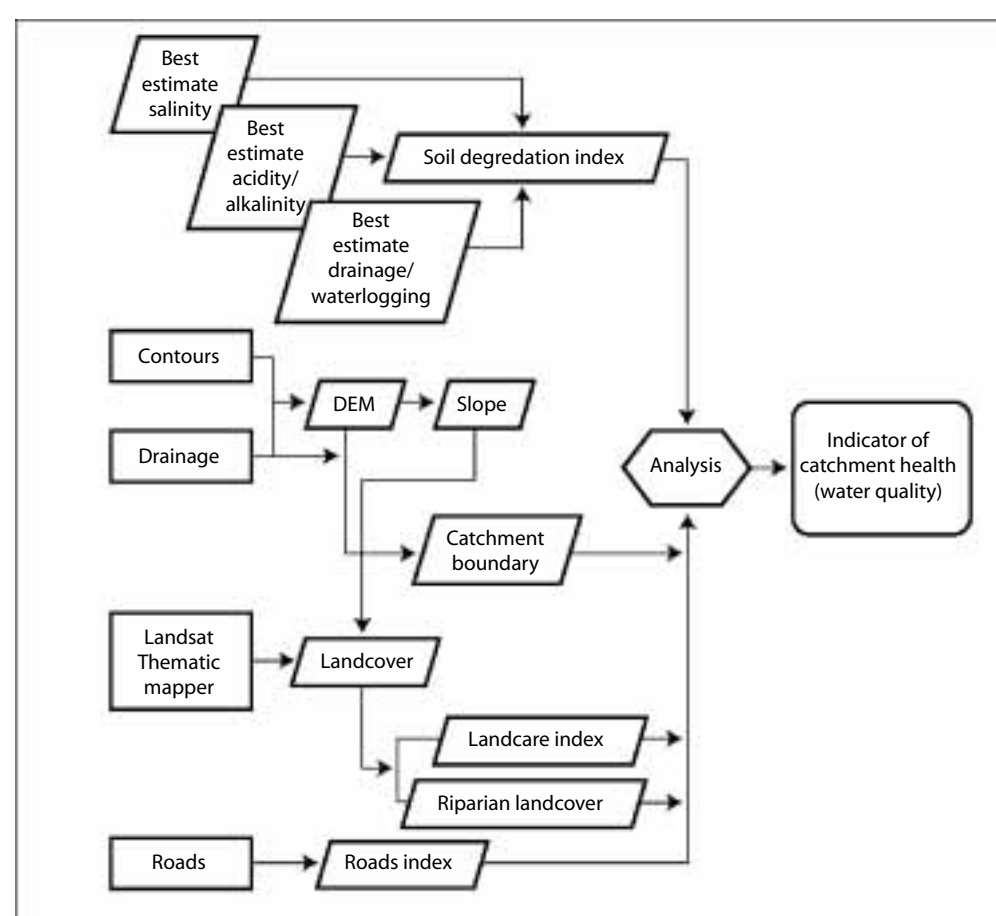 Best
estimate
salinity
Best
estimate
acidity/
alkalinity
Best
estimate
drainage/
waterlogging
Soil degredation index
Contours
Drainage
DEM
Slope
Analysis
Indicator of
catchment health
(water quality)
Catchment
boundary
Landsat
Thematic
mapper
Landcover
Landcare index
Riparian landcover
Roads
Roads index